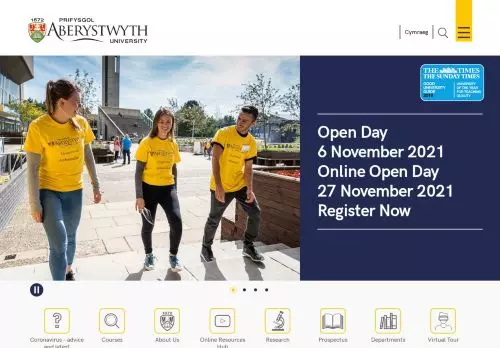 1872
PRIFYSGOL
ABERYSTWYTH
UNIVERSITY
Cymraeg
THE TIMES
THE SUNDAY TIMES
GOOD
UNIVERSITY
GUIDE
UNIVERSITY
OF THE YEAR
FOR TEACHING
QUALITY
Open Day
6 November 2021
Online Open Day
27 November 2021
Register Now
Coronavirus - advice
and latest
Courses
About Us
Online Resources
Hub
Research
Prospectus
Departments
Virtual Tour